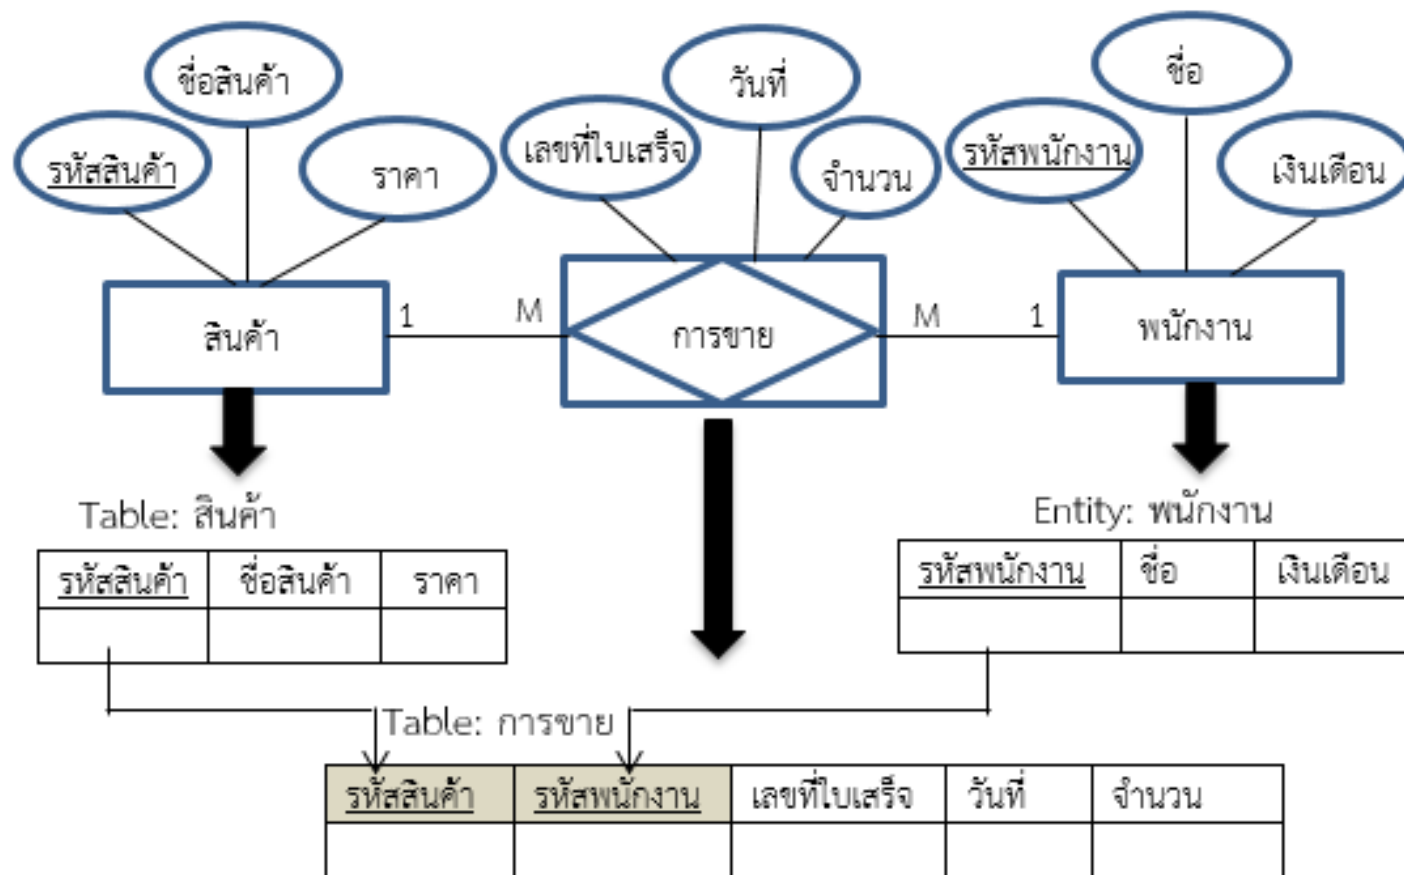 ชื่อสินค้า
วันที่
ชื่อ
รหัสสินค้า
ราคา
เลขที่ใบเสร็จ
จำนวน
รหัสพนักงาน
เงินเดือน
สินค้า
1
M
การขาย
M
1
พนักงาน
Table: สินค้า
Entity: พนักงาน
รหัสสินค้า ชื่อสินค้า ราคา
รหัสพนักงาน ชื่อ เงินเดือน
Table: การขาย
รหัสสินค้า รหัสพนักงาน เลขที่ใบเสร็จ วันที่ จำนวน